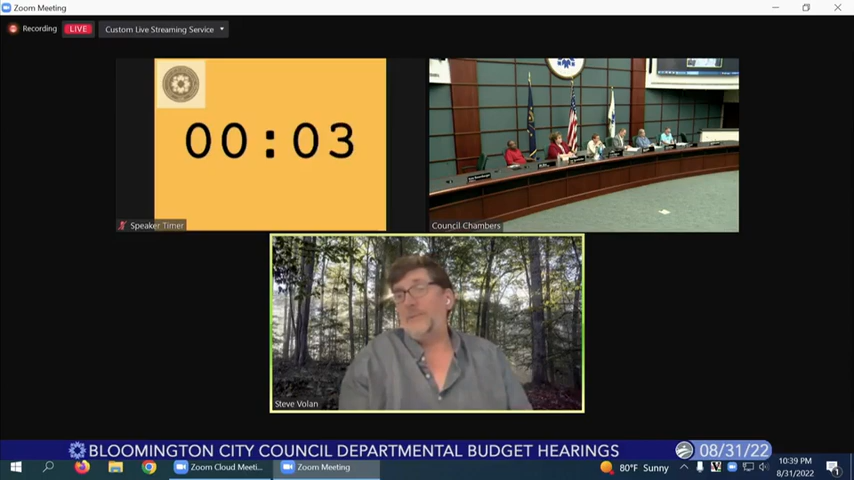 Zoom Meeting
Recording
LIVE
Custom Live Streaming Service
00:03
Speaker Timer
Council Chambers
Steve Volan
BLOOMINGTON CITY COUNCIL DEPARTMENTAL BUDGET HEARINGS
08/31/22
Zoom Cloud Meeti...
Zoom Meeting
80°F Sunny
10:39 PM
8/31/2022